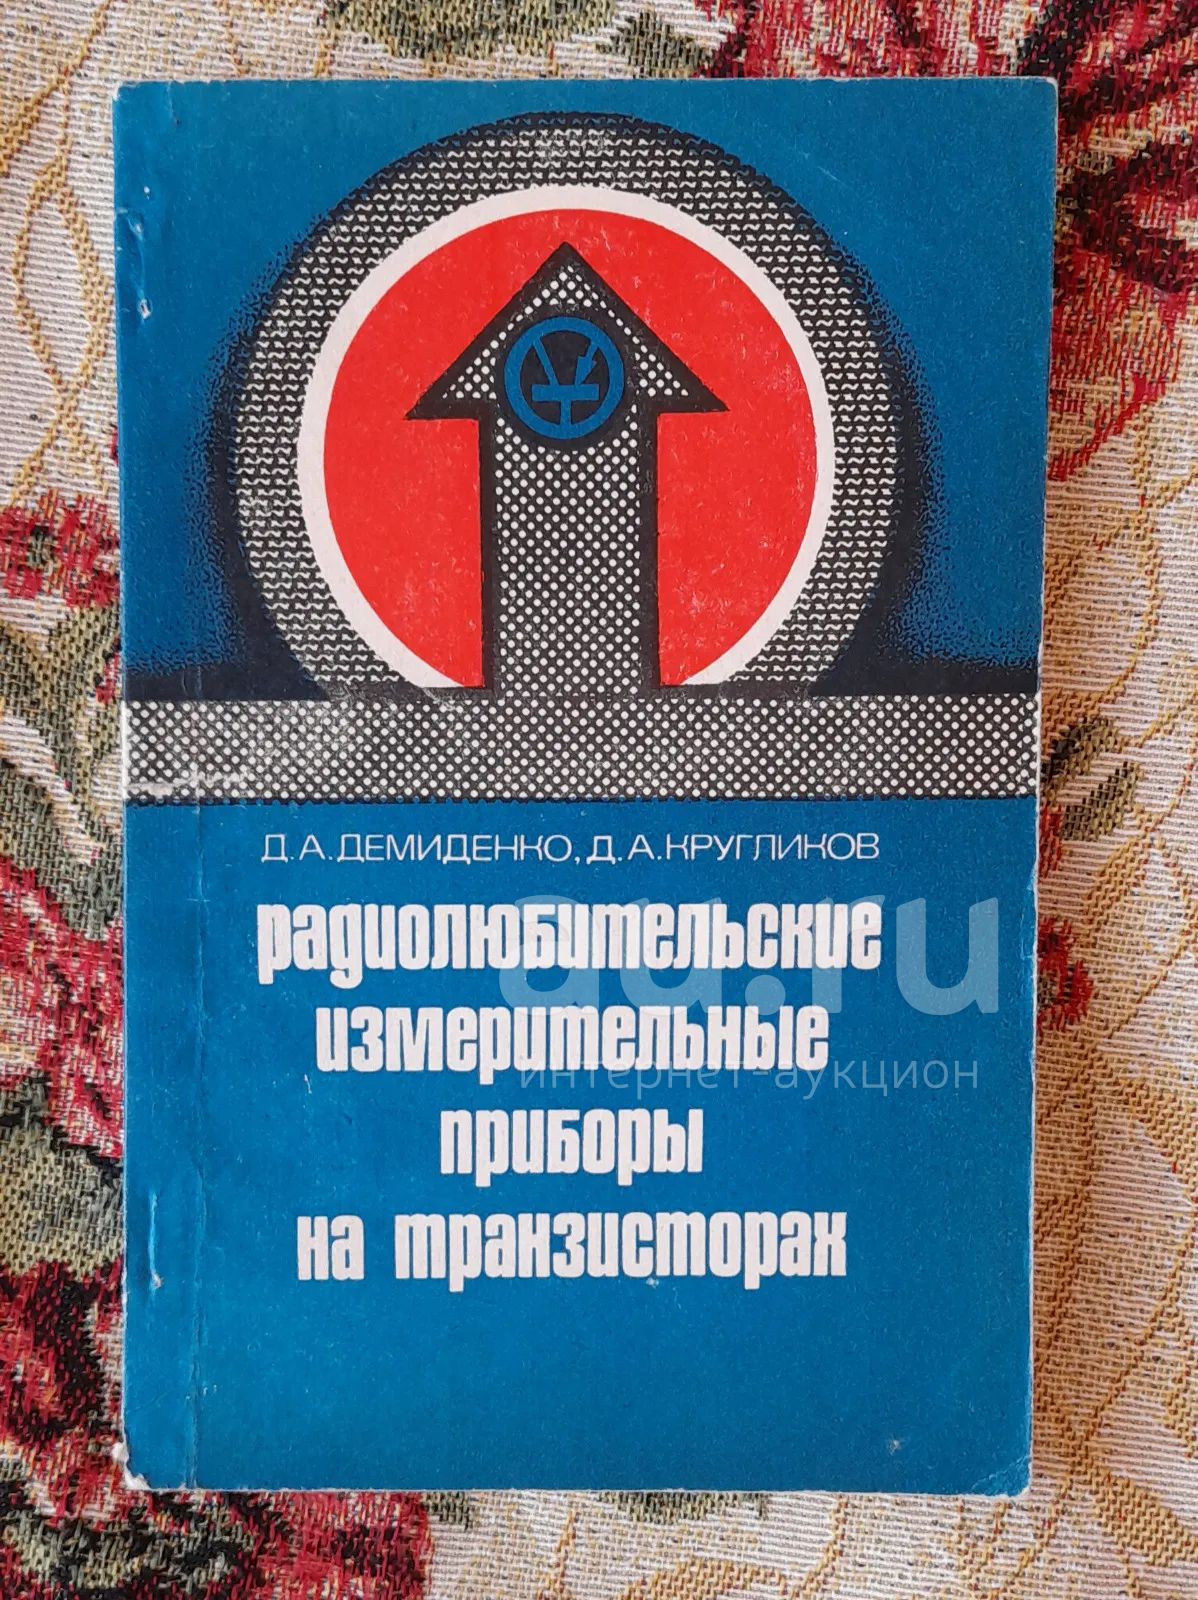 Д.А.ДЕМИДЕНКО, Д.А.КРУГЛИКОВ
Радиолюбительские
измерительные
приборы
на транзисторах
au.ru
интернет-аукцион